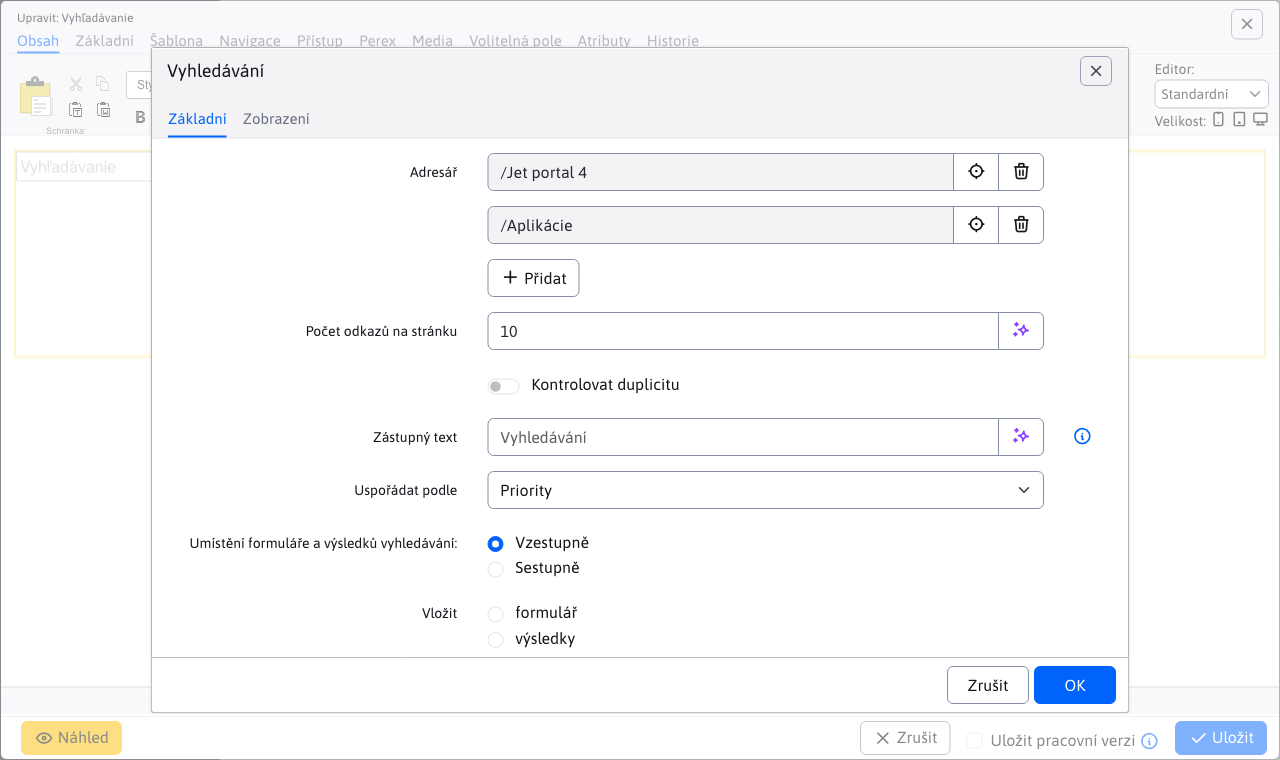 Upravit: Vyhľadávanie
Obsah Základní Šablona Navigace Přístup Perex Media Volitelná pole Atributy Historie
Vyhledávání
Editor:
Standardní
Velikost:
Schránka
B
Základní Zobrazení
Vyhľadávanie
Adresář /Jet portal 4
/Aplikácie
Přidat
Počet odkazů na stránku 10
Kontrolovat duplicitu
Zástupný text Vyhledávání
Uspořádat podle Priority
Umístění formuláře a výsledků vyhledávání: Vzestupně
Sestupně
Vložit formulář
výsledky
Zrušit OK
Náhled Zrušit Uložit pracovní verzi Uložit